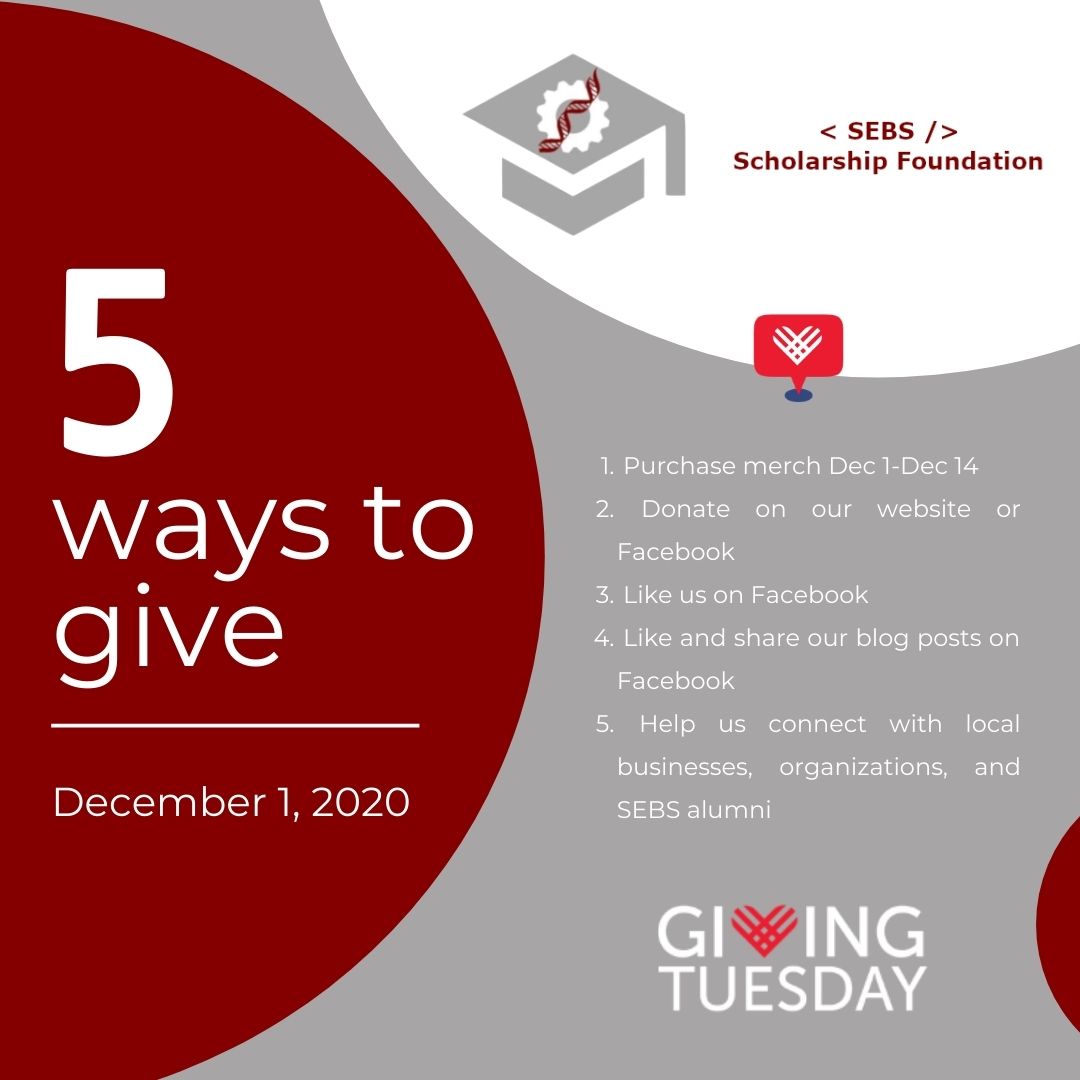 < SEBS />
Scholarship Foundation
5
ways to
give
December 1, 2020
1. Purchase merch Dec 1-Dec 14
2. Donate on our website or
Facebook
3. Like us on Facebook
4. Like and share our blog posts on
Facebook
5. Help us connect with local
businesses, organizations, and
SEBS alumni
GIVING
TUESDAY